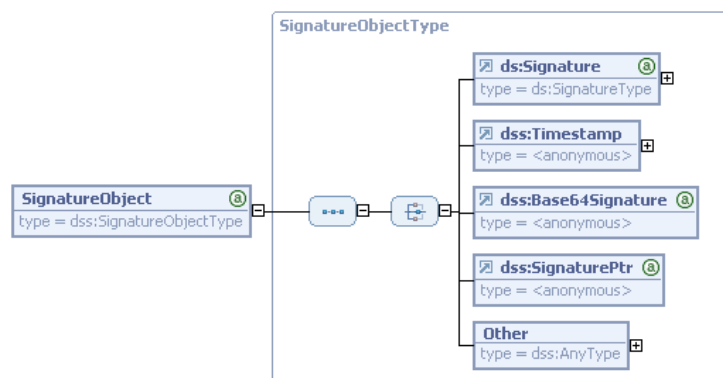 SignatureObjectType
ds:Signature a
type = ds:SignatureType
dss:Timestamp
type = <anonymous>
SignatureObject a
type = dss:SignatureObjectType
dss:Base64Signature a
type = <anonymous>
dss:SignaturePtr a
type = <anonymous>
Other
type = dss:AnyType